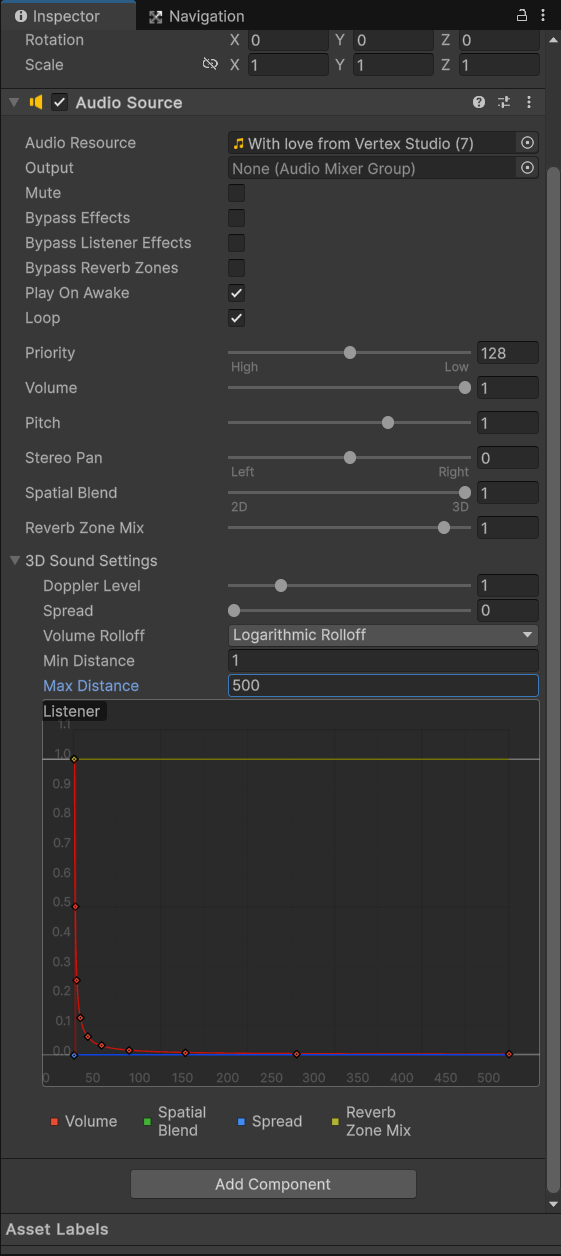 Inspector Navigation
Rotation X 0 Y 0 Z 0
Scale X 1 Y 1 Z 1
Audio Source
Audio Resource With love from Vertex Studio (7)
Output None (Audio Mixer Group)
Mute
Bypass Effects
Bypass Listener Effects
Bypass Reverb Zones
Play On Awake
Loop
Priority 128
High Low
Volume 1
Pitch 1
Stereo Pan 0
Left Right
Spatial Blend 1
2D 3D
Reverb Zone Mix 1
3D Sound Settings
Doppler Level 1
Spread 0
Volume Rolloff Logarithmic Rolloff
Min Distance 1
Max Distance 500
Listener
1.1
1.0
0.9
0.8
0.7
0.6
0.5
0.4
0.3
0.2
0.1
0.0
0 50 100 150 200 250 300 350 400 450 500
Volume Spatial Blend Spread Reverb Zone Mix
Add Component
Asset Labels